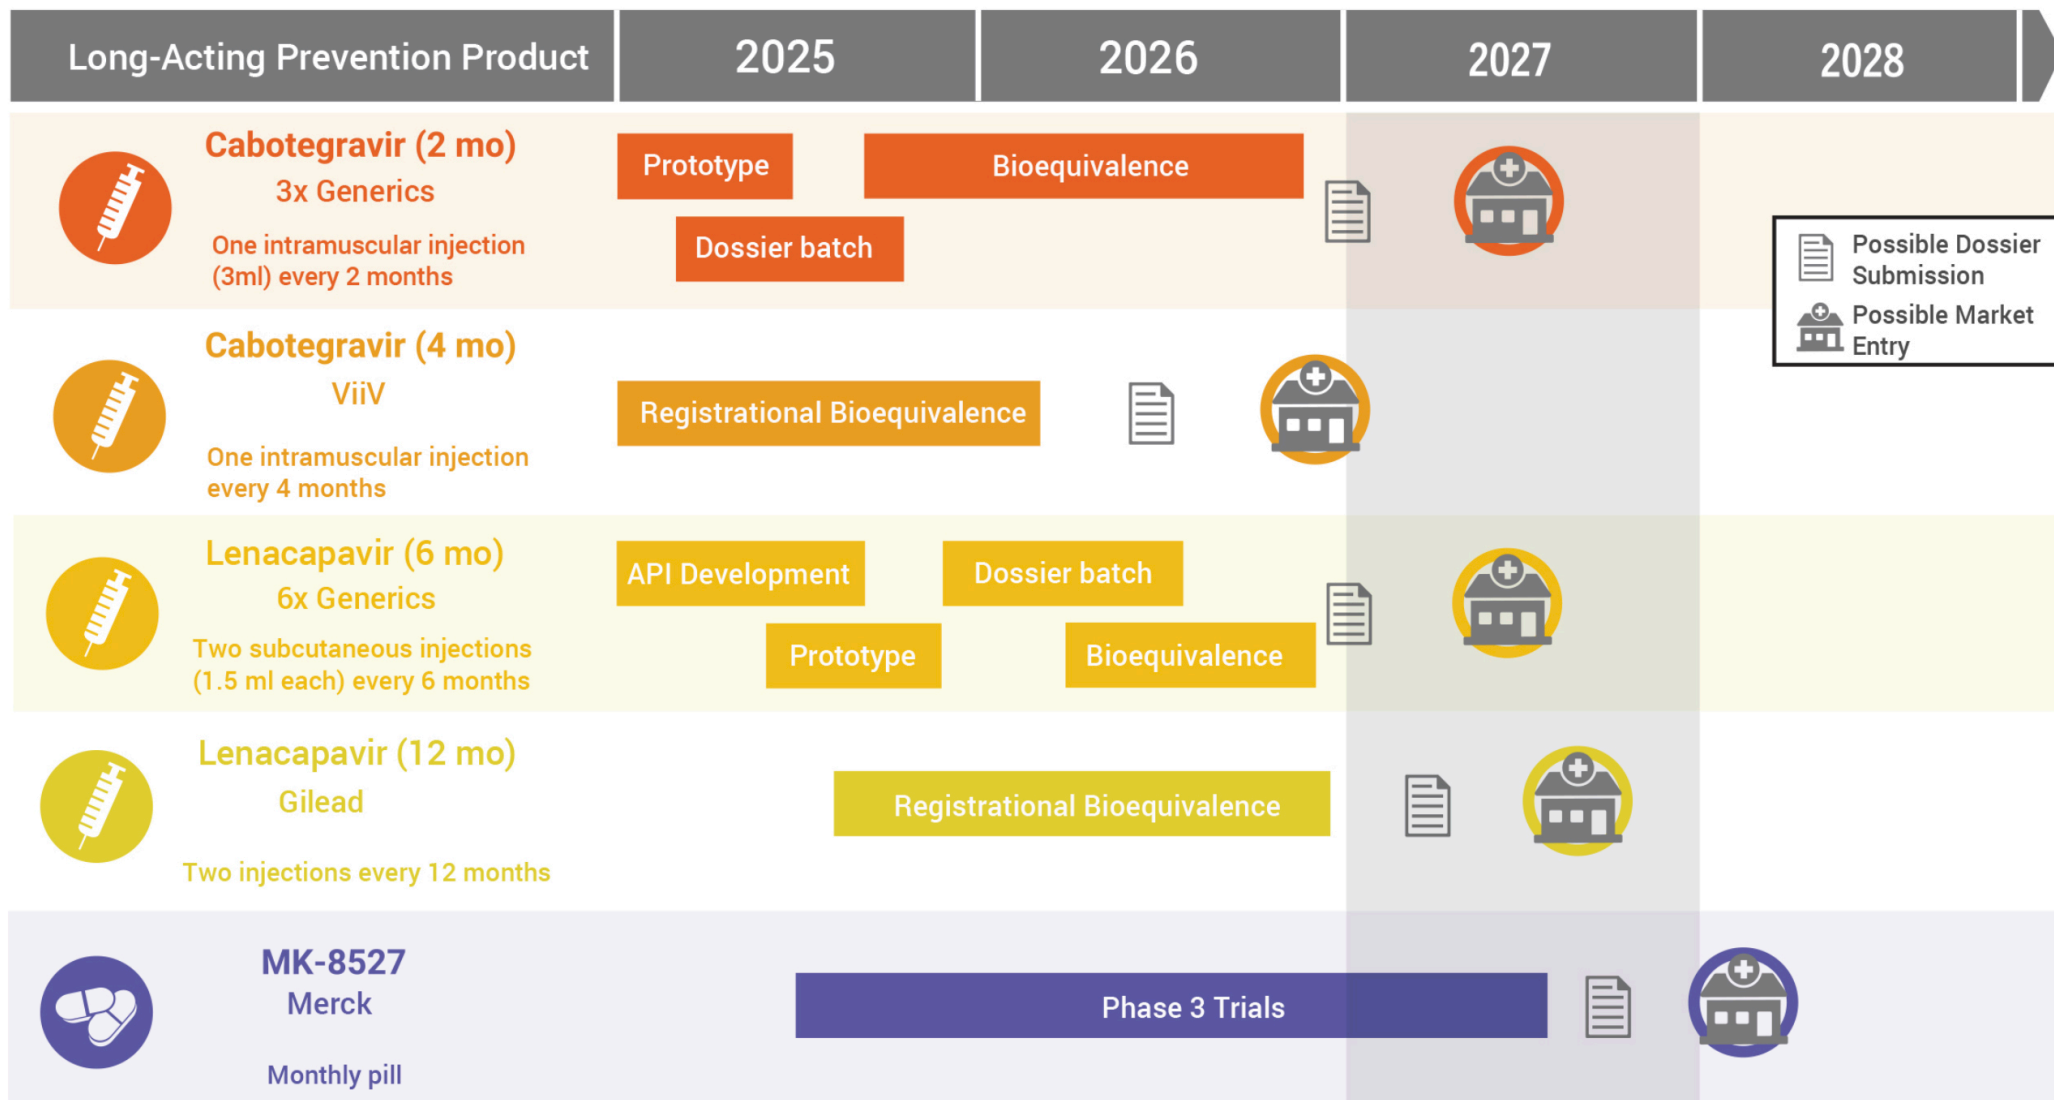 Long-Acting Prevention Product
2025
2026
2027
2028
Cabotegravir (2 mo)
3x Generics
One intramuscular injection
(3ml) every 2 months
Prototype
Bioequivalence
Dossier batch
Possible Dossier
Submission
Possible Market
Entry
Cabotegravir (4 mo)
ViiV
One intramuscular injection
every 4 months
Registrational Bioequivalence
Lenacapavir (6 mo)
6x Generics
Two subcutaneous injections
(1.5 ml each) every 6 months
API Development
Dossier batch
Prototype
Bioequivalence
Lenacapavir (12 mo)
Gilead
Two injections every 12 months
Registrational Bioequivalence
MK-8527
Merck
Monthly pill
Phase 3 Trials